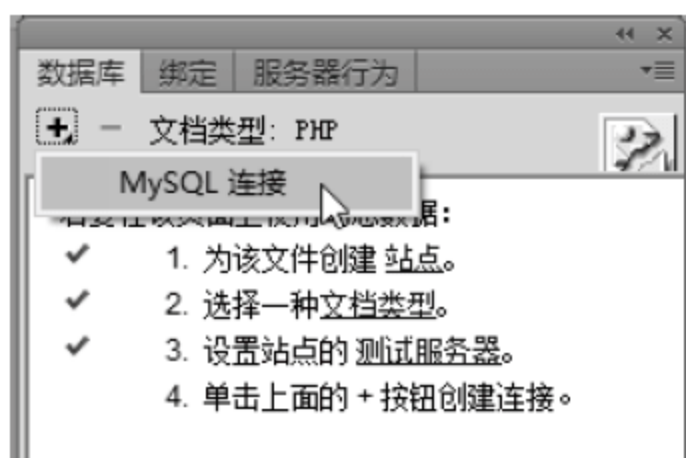 数据库 绑定 服务器行为
+ - 文档类型: PHP
MySQL 连接
1. 为该文件创建 站点。
2. 选择一种文档类型。
3. 设置站点的 测试服务器。
4. 单击上面的 + 按钮创建连接。